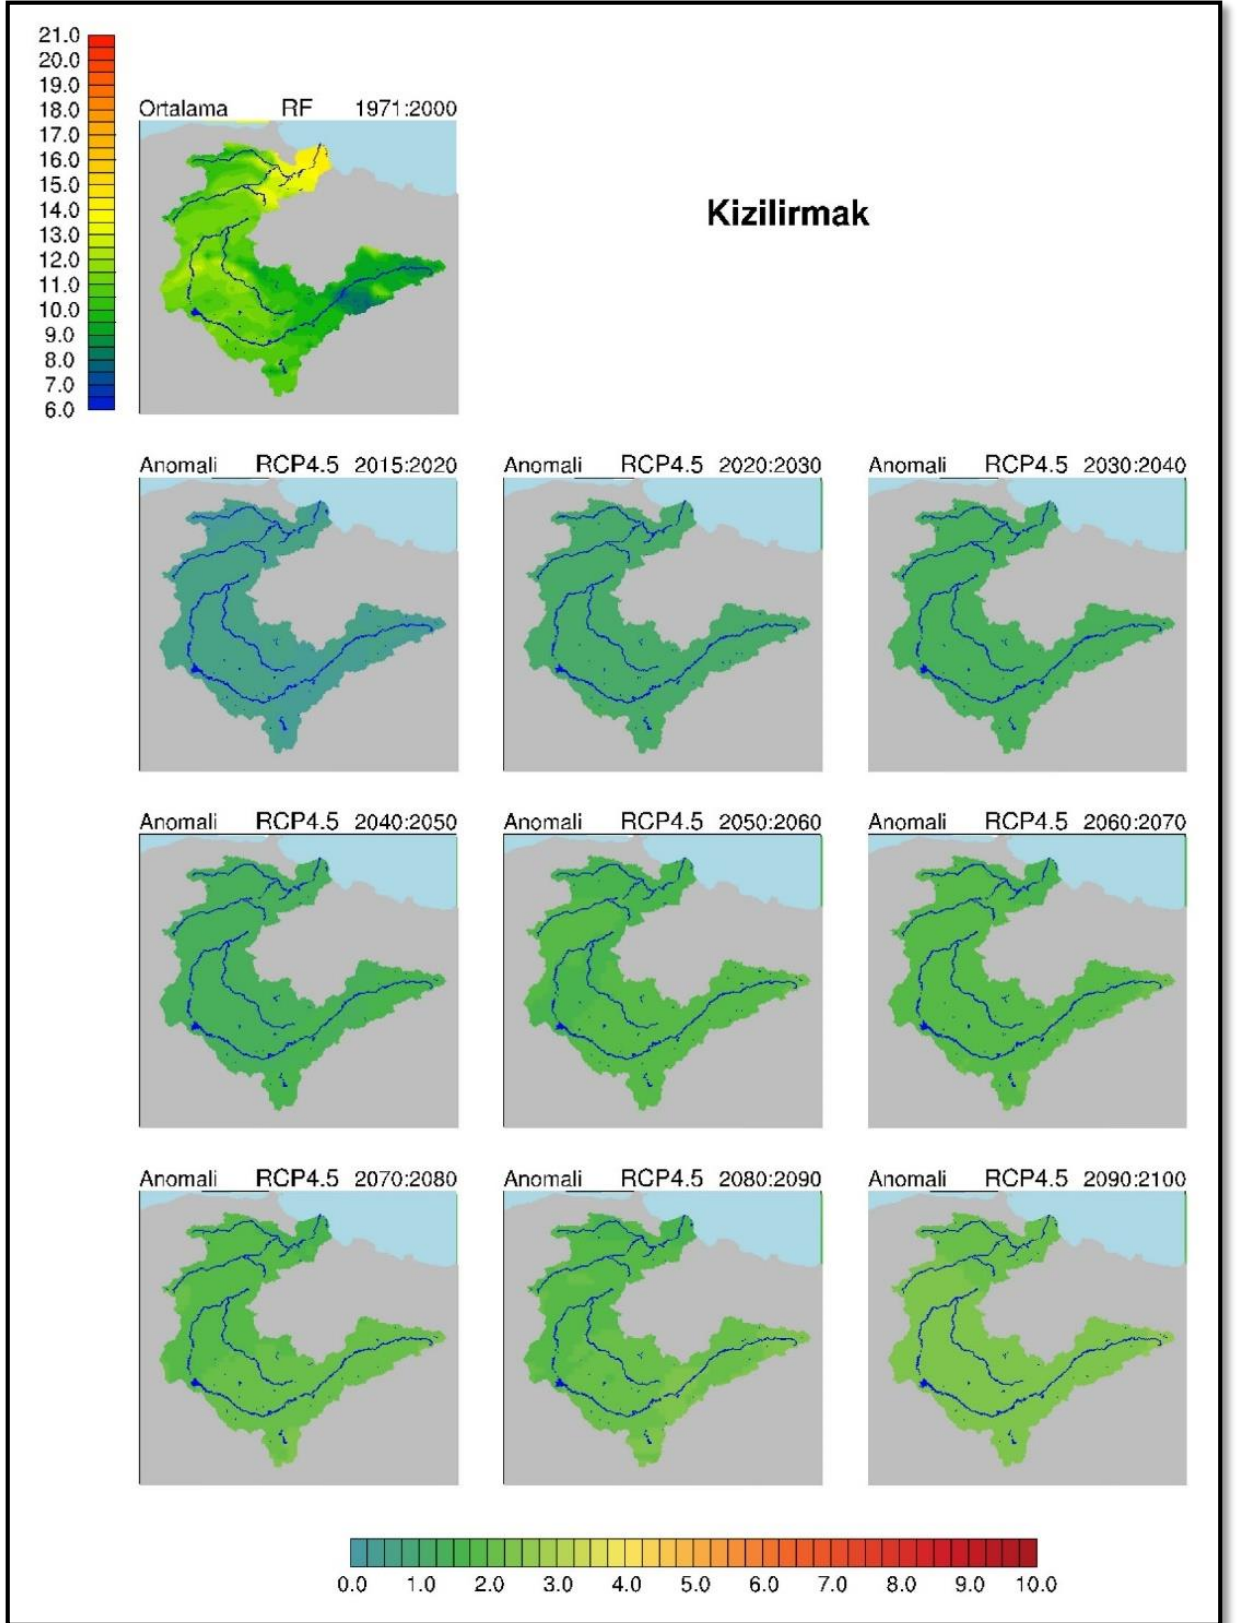 21.0
20.0
19.0
18.0
17.0
16.0
15.0
14.0
13.0
12.0
11.0
10.0
9.0
8.0
7.0
6.0
Ortalama RF 1971:2000
Kizilirmak
Anomali RCP4.5 2015:2020
Anomali RCP4.5 2020:2030
Anomali RCP4.5 2030:2040
Anomali RCP4.5 2040:2050
Anomali RCP4.5 2050:2060
Anomali RCP4.5 2060:2070
Anomali RCP4.5 2070:2080
Anomali RCP4.5 2080:2090
Anomali RCP4.5 2090:2100
0.0 1.0 2.0 3.0 4.0 5.0 6.0 7.0 8.0 9.0 10.0